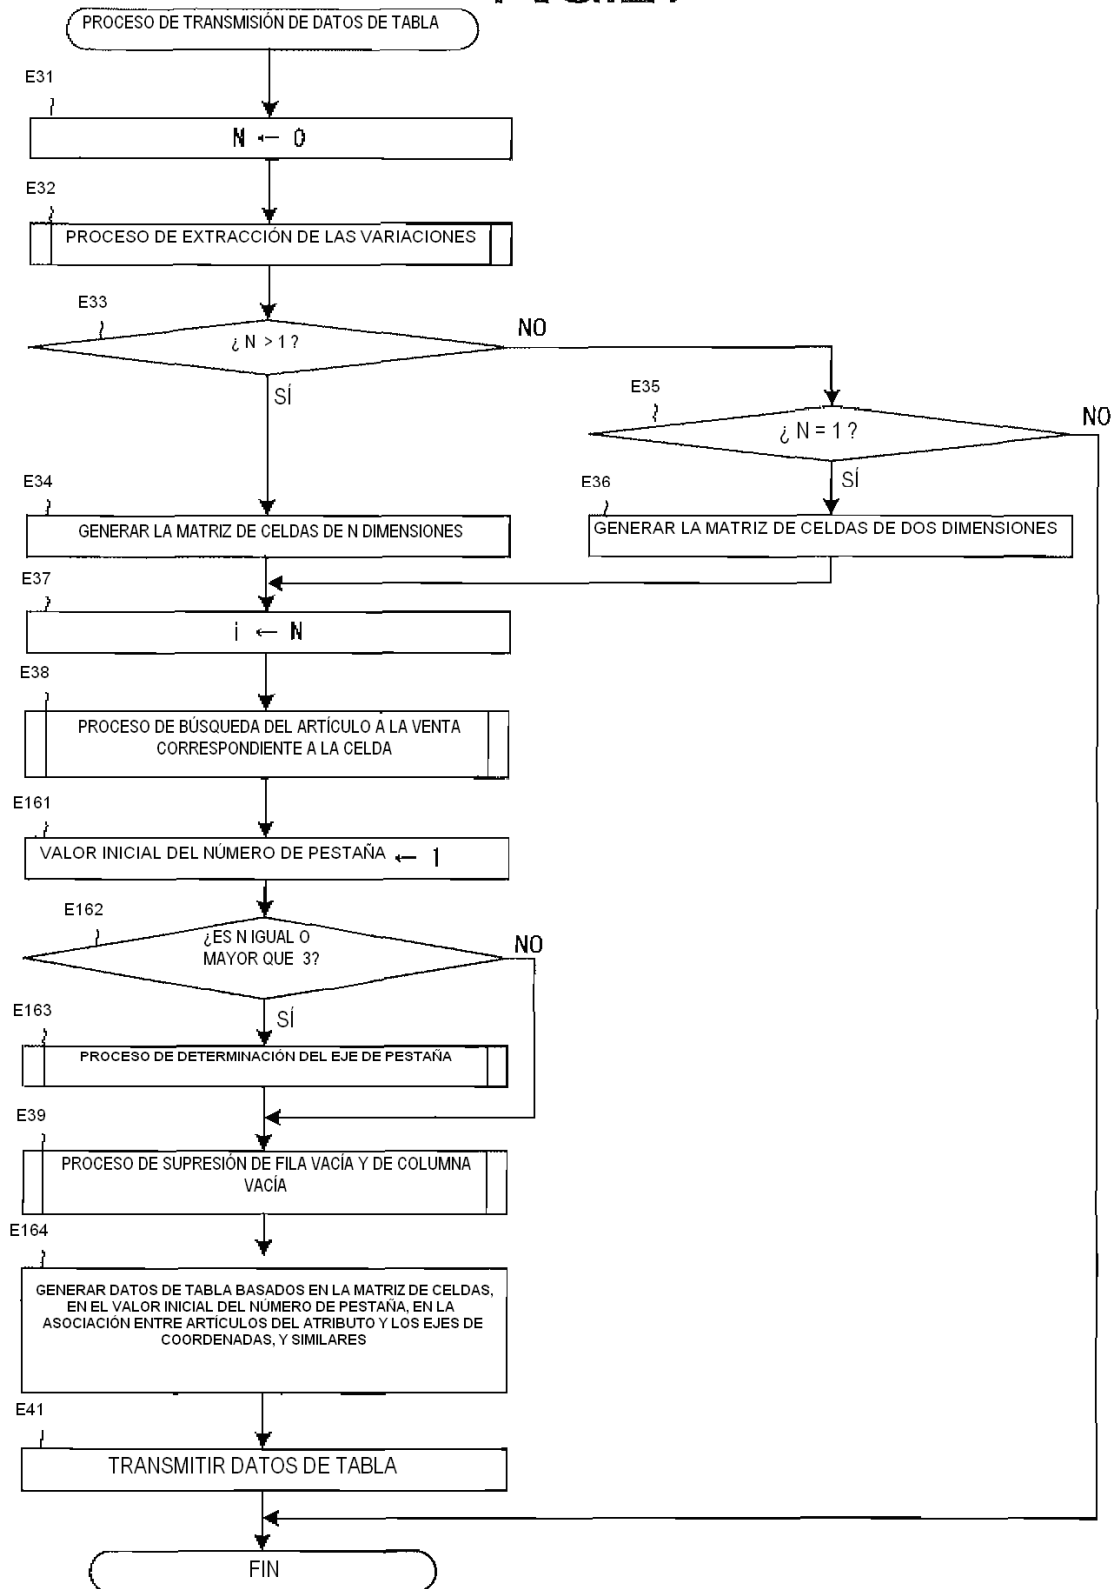 PROCESO DE TRANSMISIÓN DE DATOS DE TABLA
E31
N ← 0
E32
PROCESO DE EXTRACCIÓN DE LAS VARIACIONES
E33
¿ N > 1 ?
NO
SÍ
E35
¿ N = 1 ?
NO
SÍ
E34
GENERAR LA MATRIZ DE CELDAS DE N DIMENSIONES
E36
GENERAR LA MATRIZ DE CELDAS DE DOS DIMENSIONES
E37
i ← N
E38
PROCESO DE BÚSQUEDA DEL ARTÍCULO A LA VENTA
CORRESPONDIENTE A LA CELDA
E161
VALOR INICIAL DEL NÚMERO DE PESTAÑA ← 1
E162
¿ES N IGUAL O
MAYOR QUE 3?
NO
SÍ
E163
PROCESO DE DETERMINACIÓN DEL EJE DE PESTAÑA
E39
PROCESO DE SUPRESIÓN DE FILA VACÍA Y DE COLUMNA
VACÍA
E164
GENERAR DATOS DE TABLA BASADOS EN LA MATRIZ DE CELDAS,
EN EL VALOR INICIAL DEL NÚMERO DE PESTAÑA, EN LA
ASOCIACIÓN ENTRE ARTÍCULOS DEL ATRIBUTO Y LOS EJES DE
COORDENADAS, Y SIMILARES
E41
TRANSMITIR DATOS DE TABLA
FIN